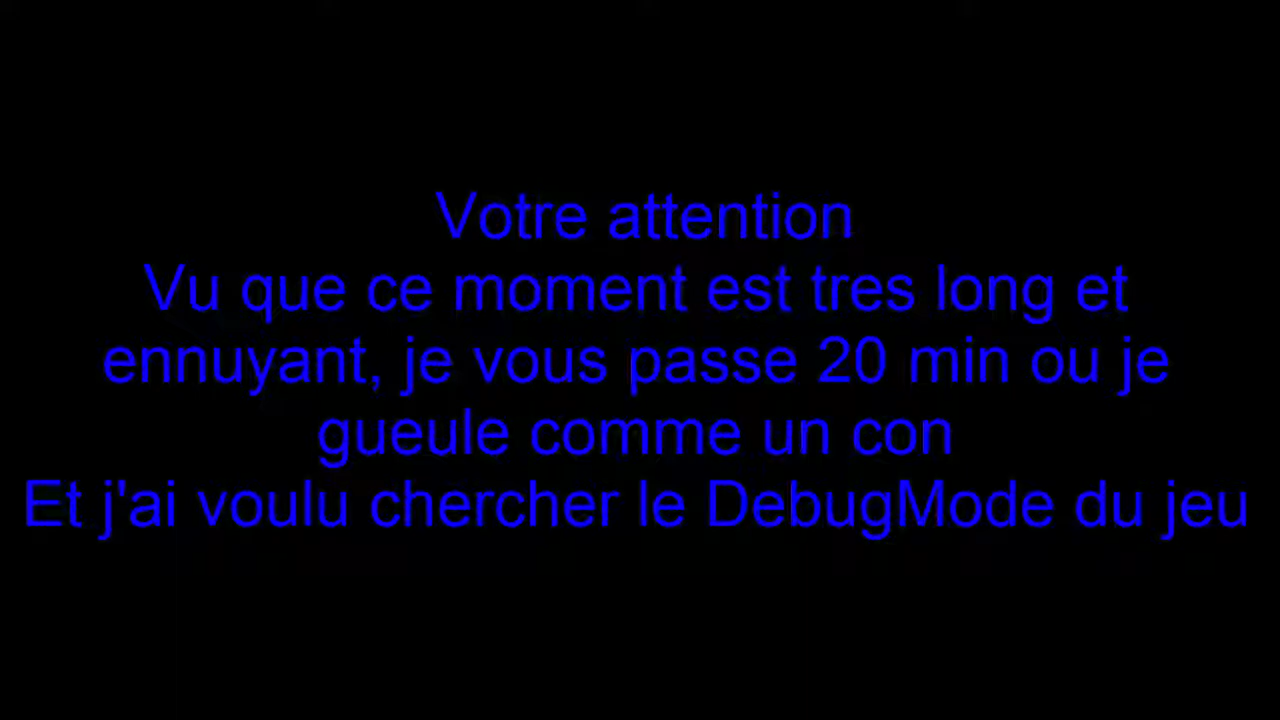 Votre attention
Vu que ce moment est tres long et
ennuyant, je vous passe 20 min ou je
gueule comme un con
Et j'ai voulu chercher le DebugMode du jeu